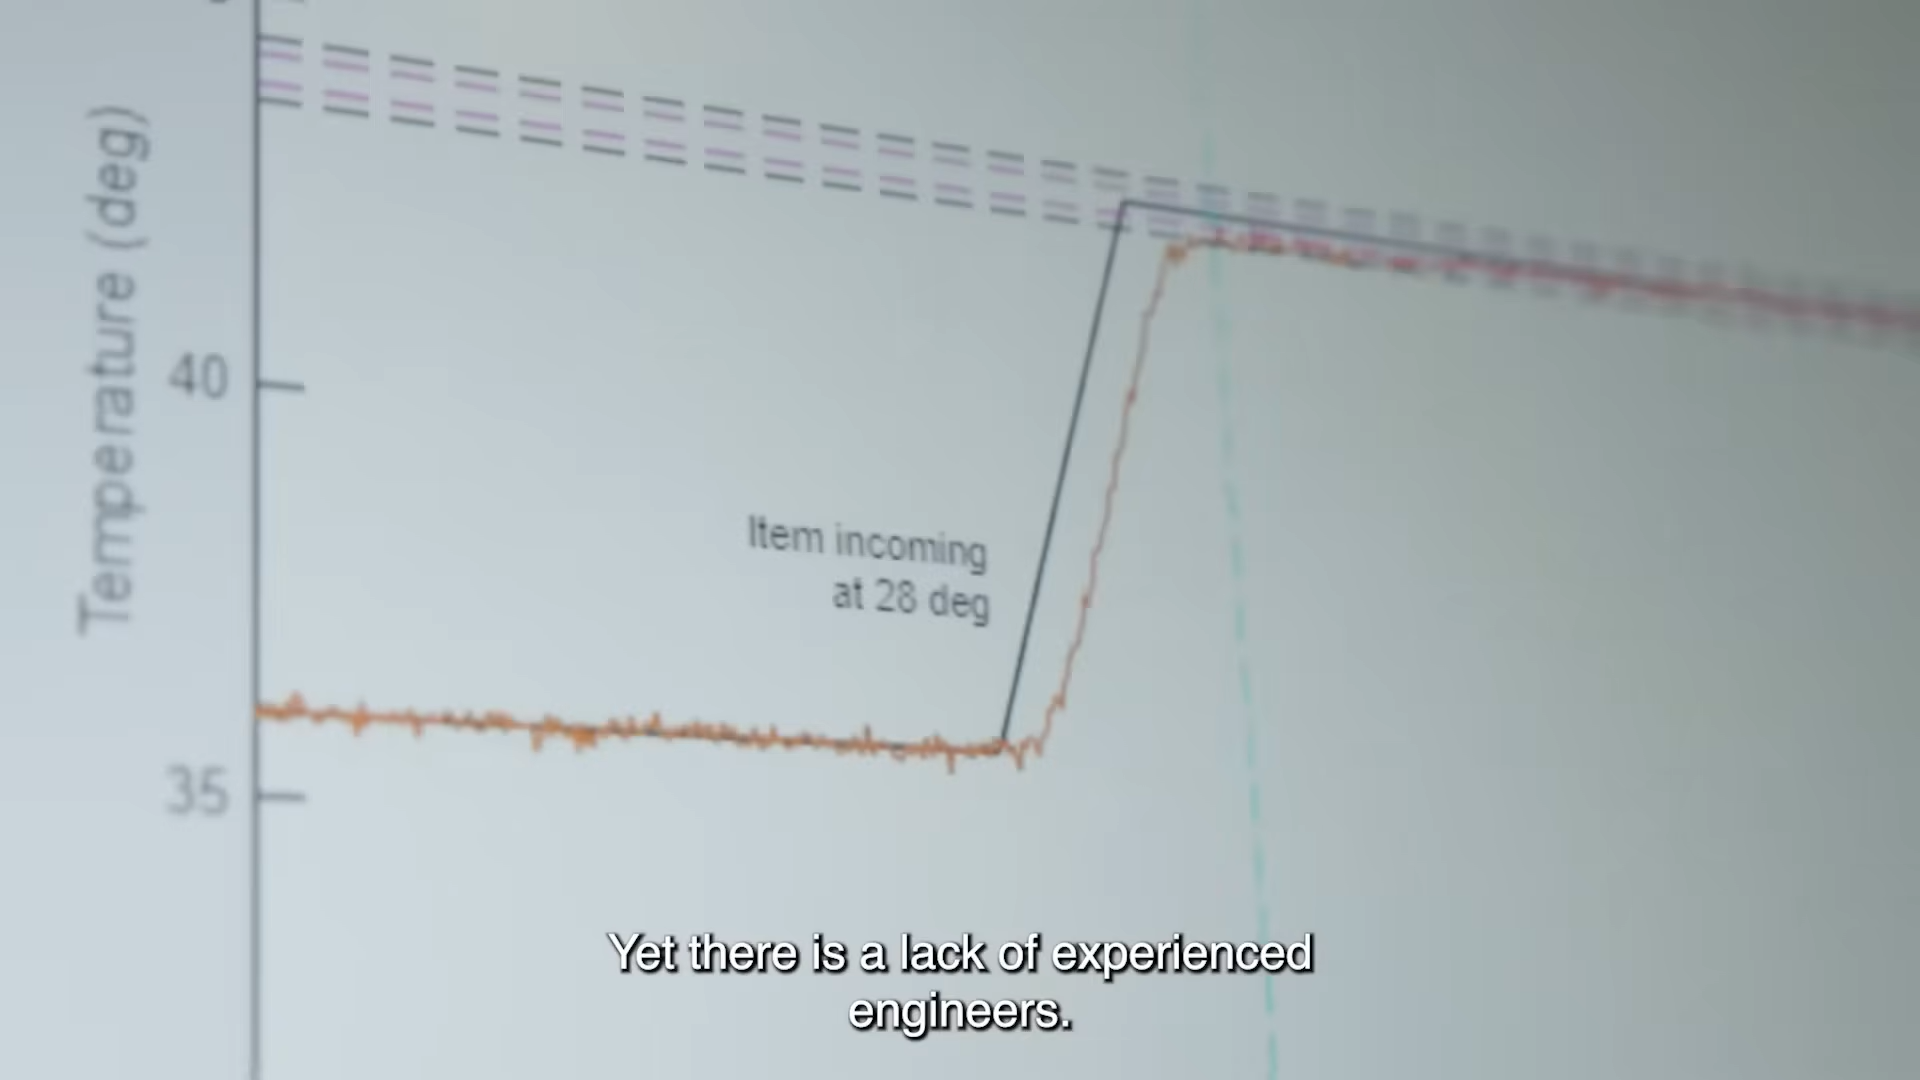 Temperature (deg)
40
Item incoming
at 28 deg
35
Yet there is a lack of experienced
engineers.